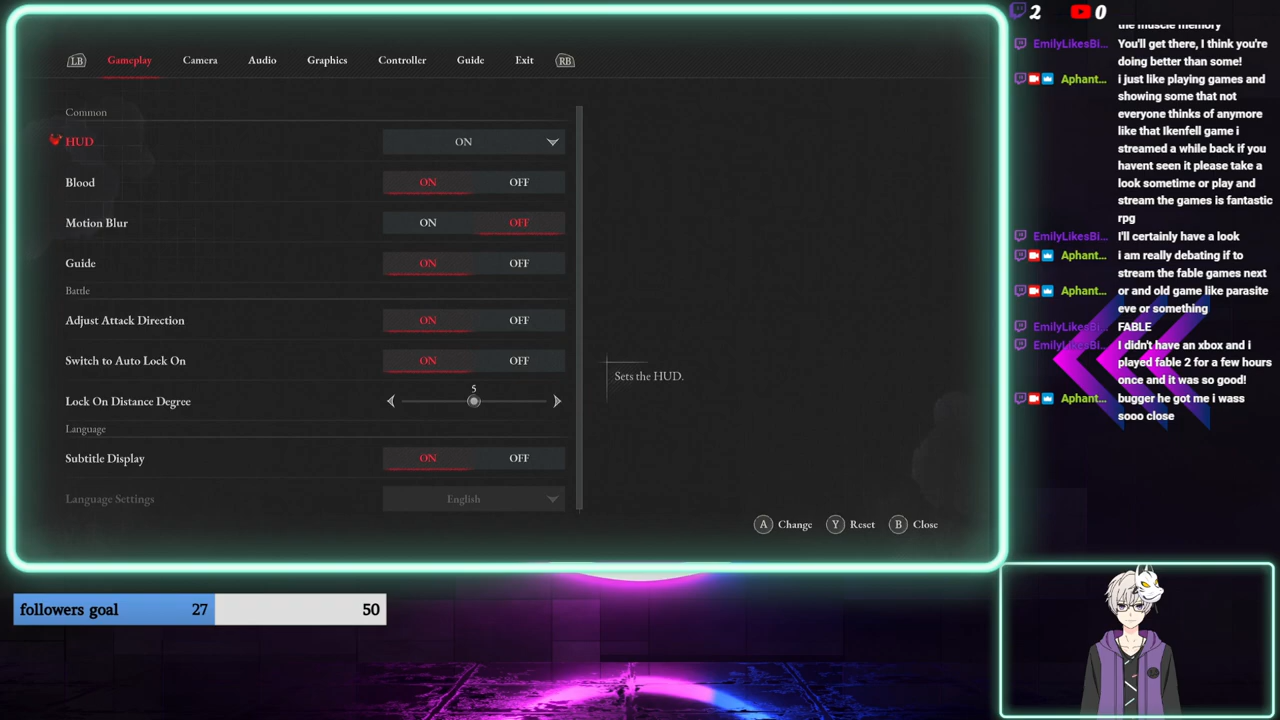 LB
Gameplay
Camera
Audio
Graphics
Controller
Guide
Exit
RB
Common
HUD
ON
Blood
ON
OFF
Motion Blur
ON
OFF
Guide
ON
OFF
Battle
Adjust Attack Direction
ON
OFF
Switch to Auto Lock On
ON
OFF
5
Lock On Distance Degree
Language
Subtitle Display
ON
OFF
Language Settings
English
Sets the HUD.
A Change
Y Reset
B Close
followers goal
27
50
2
0
the muscle memory
EmilyLikesBi...
You'll get there, I think you're
doing better than some!
Aphant...
i just like playing games and
showing some that not
everyone thinks of anymore
like that Ikenfell game i
streamed a while back if you
havent seen it please take a
look sometime or play and
stream the games is fantastic
rpg
EmilyLikesBi...
I'll certainly have a look
Aphant...
i am really debating if to
stream the fable games next
Aphant...
or and old game like parasite
eve or something
EmilyLikesBi...
FABLE
EmilyLikesBi...
I didn't have an xbox and i
played fable 2 for a few hours
once and it was so good!
Aphant...
bugger he got me i wass
sooo close